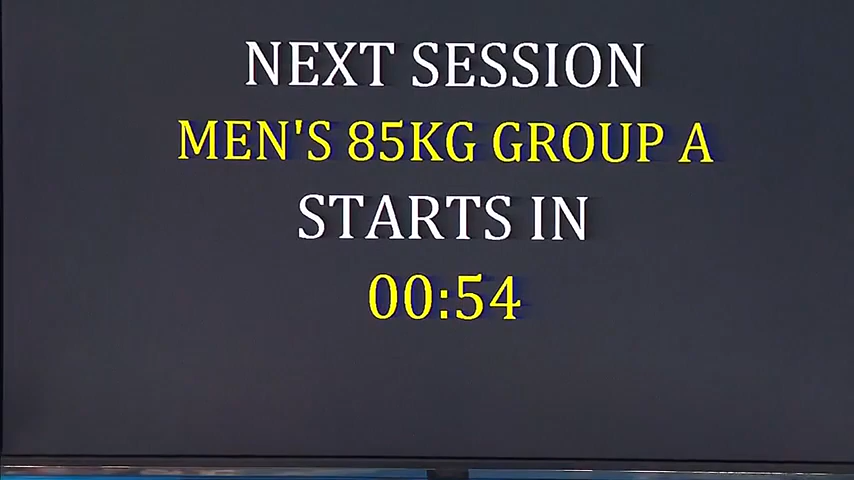 NEXT SESSION
MEN'S 85KG GROUP A
STARTS IN
00:54